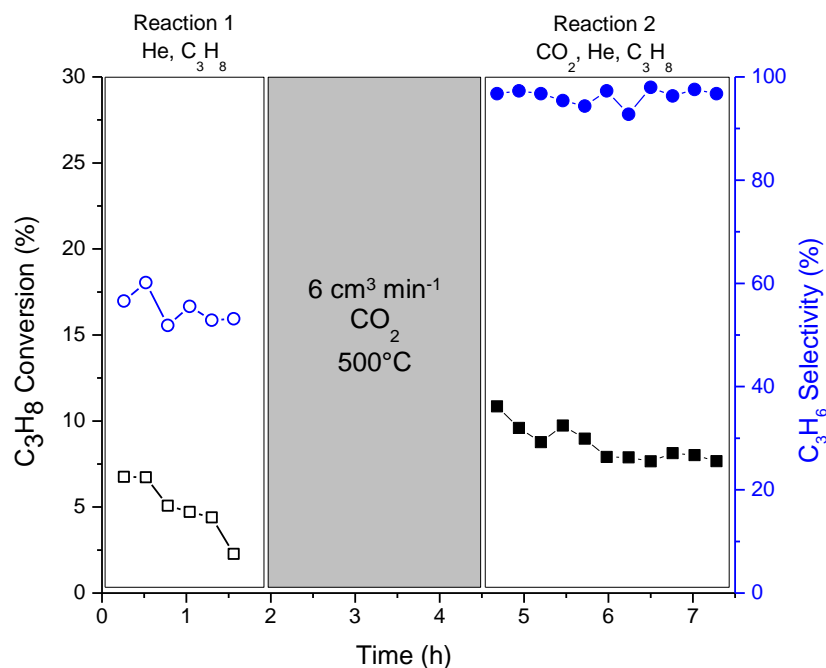 Reaction 1
He, C₃H₈
Reaction 2
CO₂, He, C₃H₈
30
25
20
15
10
5
0
C₃H₈ Conversion (%)
6 cm³ min⁻¹
CO₂
500°C
100
80
60
40
20
0
C₃H₆ Selectivity (%)
0 1 2 3 4 5 6 7
Time (h)